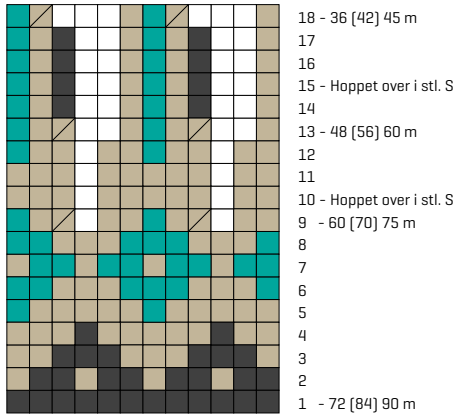 18 - 36 (42) 45 m
17
16
15 - Hoppet over i stl. S
14
13 - 48 (56) 60 m
12
11
10 - Hoppet over i stl. S
9 - 60 (70) 75 m
8
7
6
5
4
3
2
1 - 72 (84) 90 m